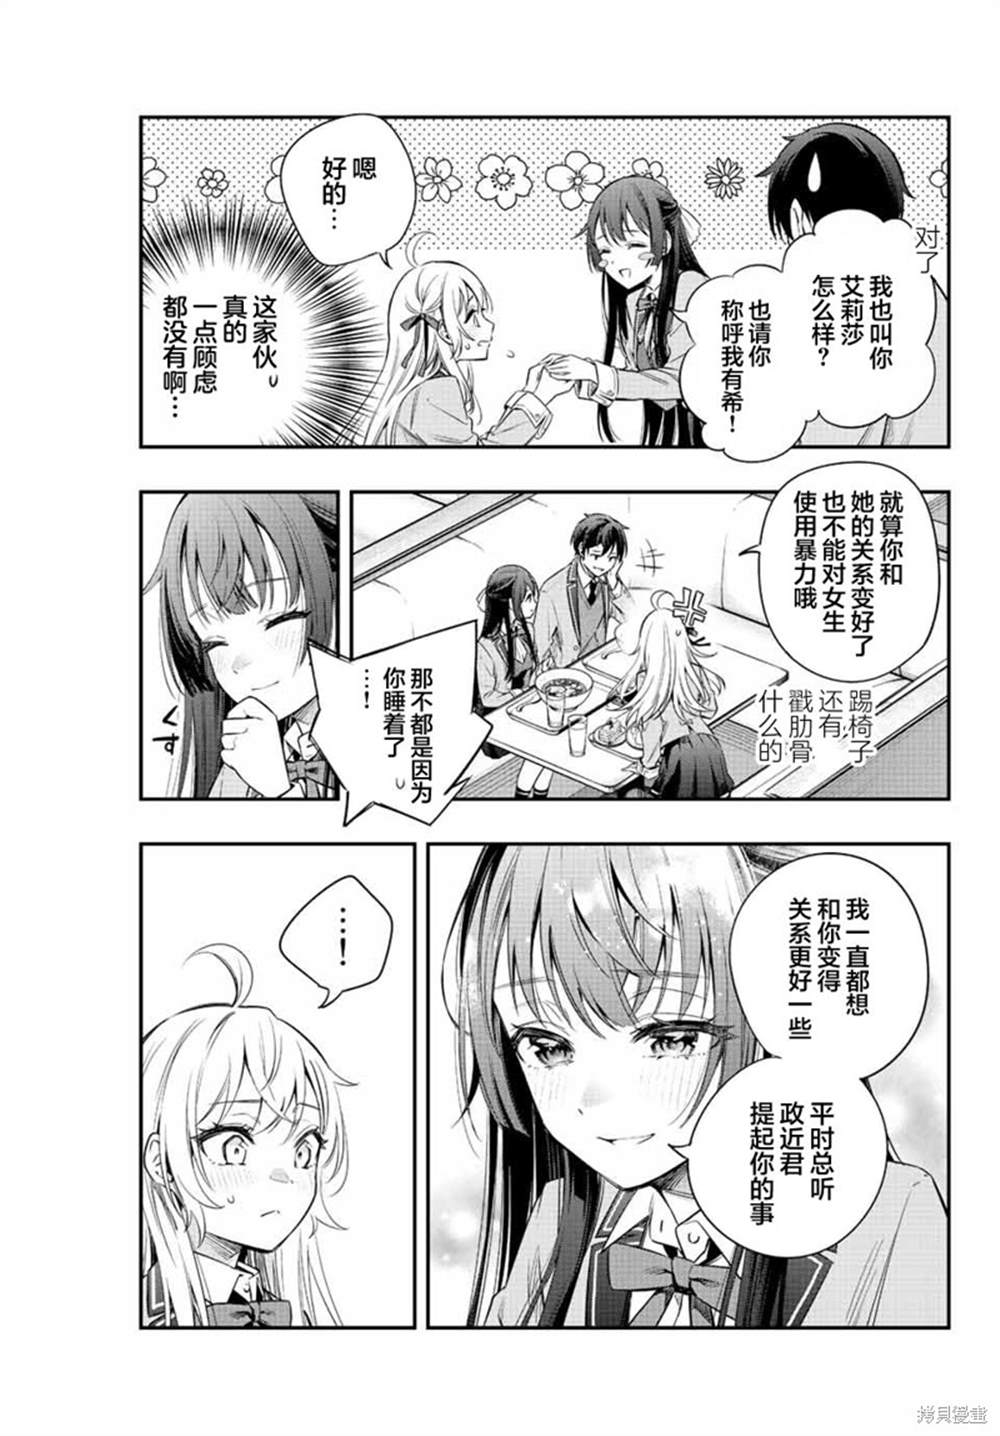 对了
我也叫你
艾莉莎
怎么样？
也请你
称呼我有希！
嗯
好的…
这家伙
真的
一点顾虑
都没有啊…
就算你和
她的关系变好了
也不能对女生
使用暴力哦
踢椅子
还有
戳肋骨
什么的
那不都是因为
你睡着了
…！
くす
我一直都想
和你变得
关系更好一些
平时总听
政近君
提起你的事
…！
拷貝漫畫